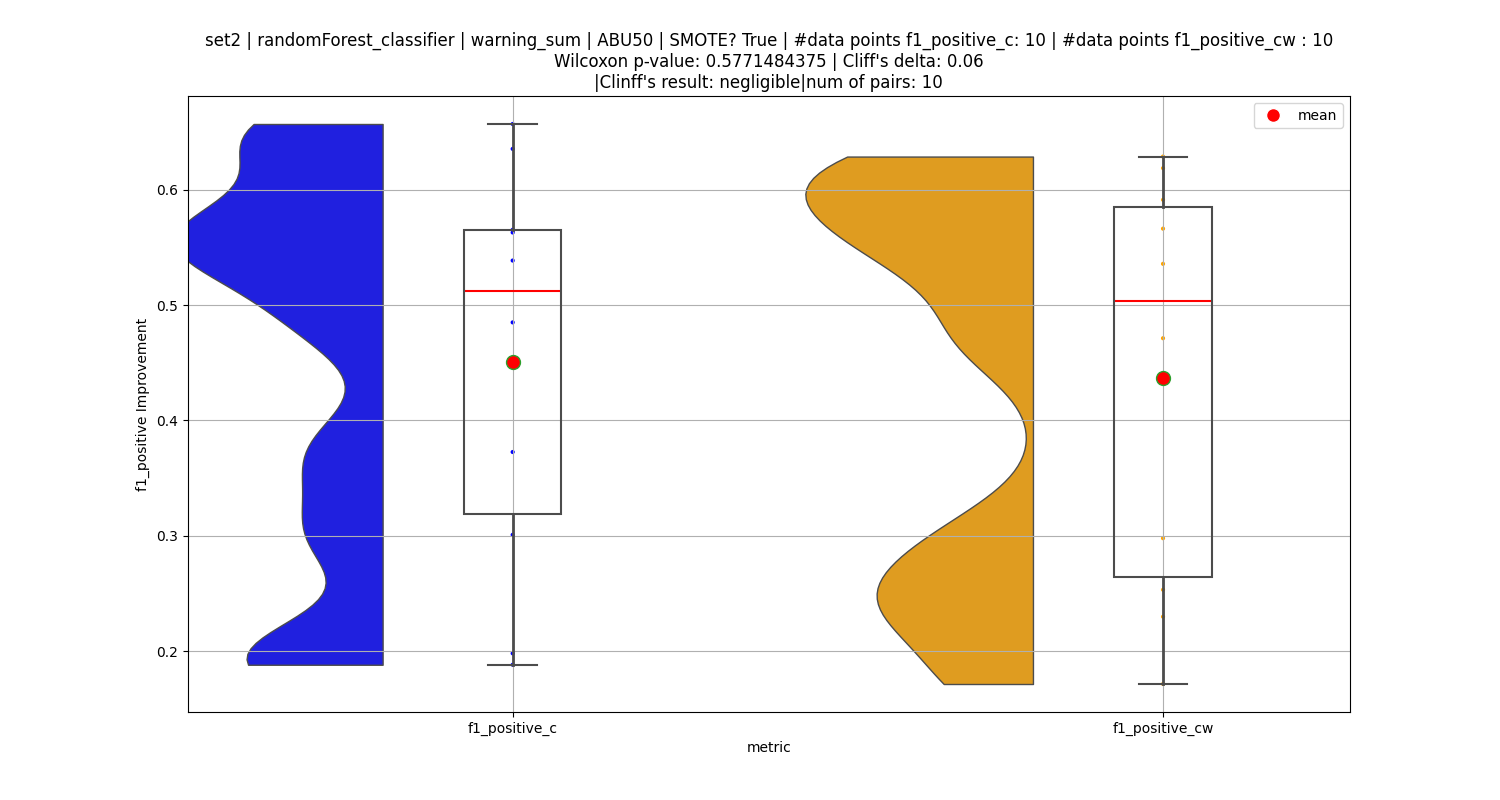 set2 | randomForest_classifier | warning_sum | ABU50 | SMOTE? True | #data points f1_positive_c: 10 | #data points f1_positive_cw : 10
Wilcoxon p-value: 0.5771484375 | Cliff's delta: 0.06
|Clinff's result: negligible|num of pairs: 10
mean
0.6
0.5
0.4
0.3
0.2
f1_positive Improvement
f1_positive_c
f1_positive_cw
metric